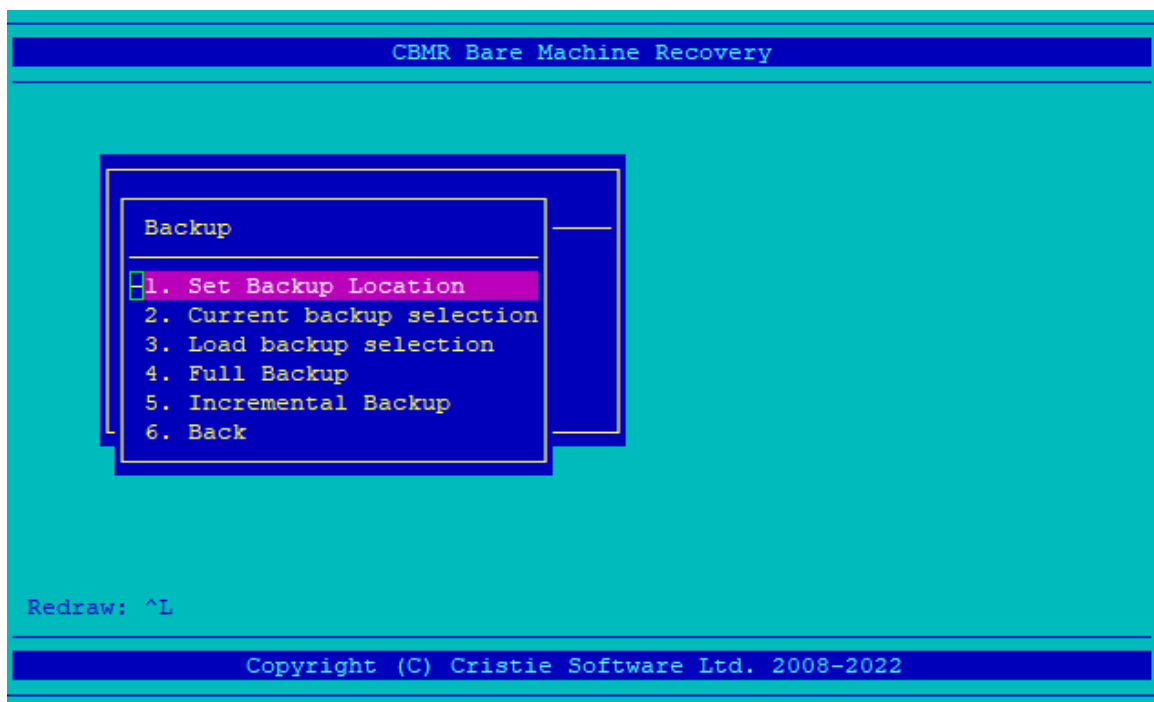 CBMR Bare Machine Recovery
Backup
1. Set Backup Location
2. Current backup selection
3. Load backup selection
4. Full Backup
5. Incremental Backup
6. Back
Redraw: ^L
Copyright (C) Cristie Software Ltd. 2008-2022